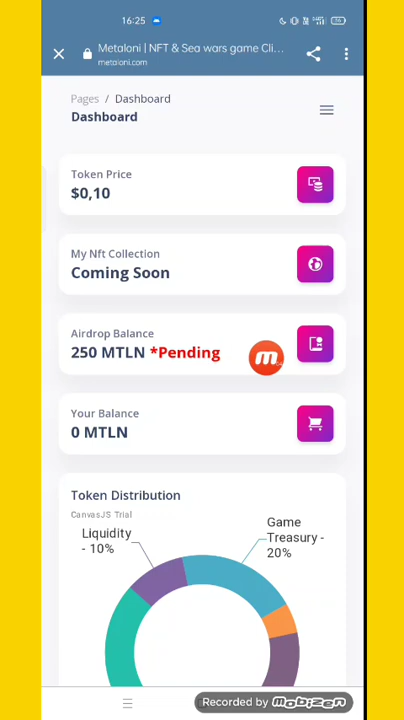 16:25
Metaloni | NFT & Sea wars game Cli...
metaloni.com
Pages / Dashboard
Dashboard
Token Price
$0,10
My Nft Collection
Coming Soon
Airdrop Balance
250 MTLN *Pending
Your Balance
0 MTLN
Token Distribution
CanvasJS Trial
Liquidity
- 10%
Game
Treasury -
20%
Recorded by mobizen